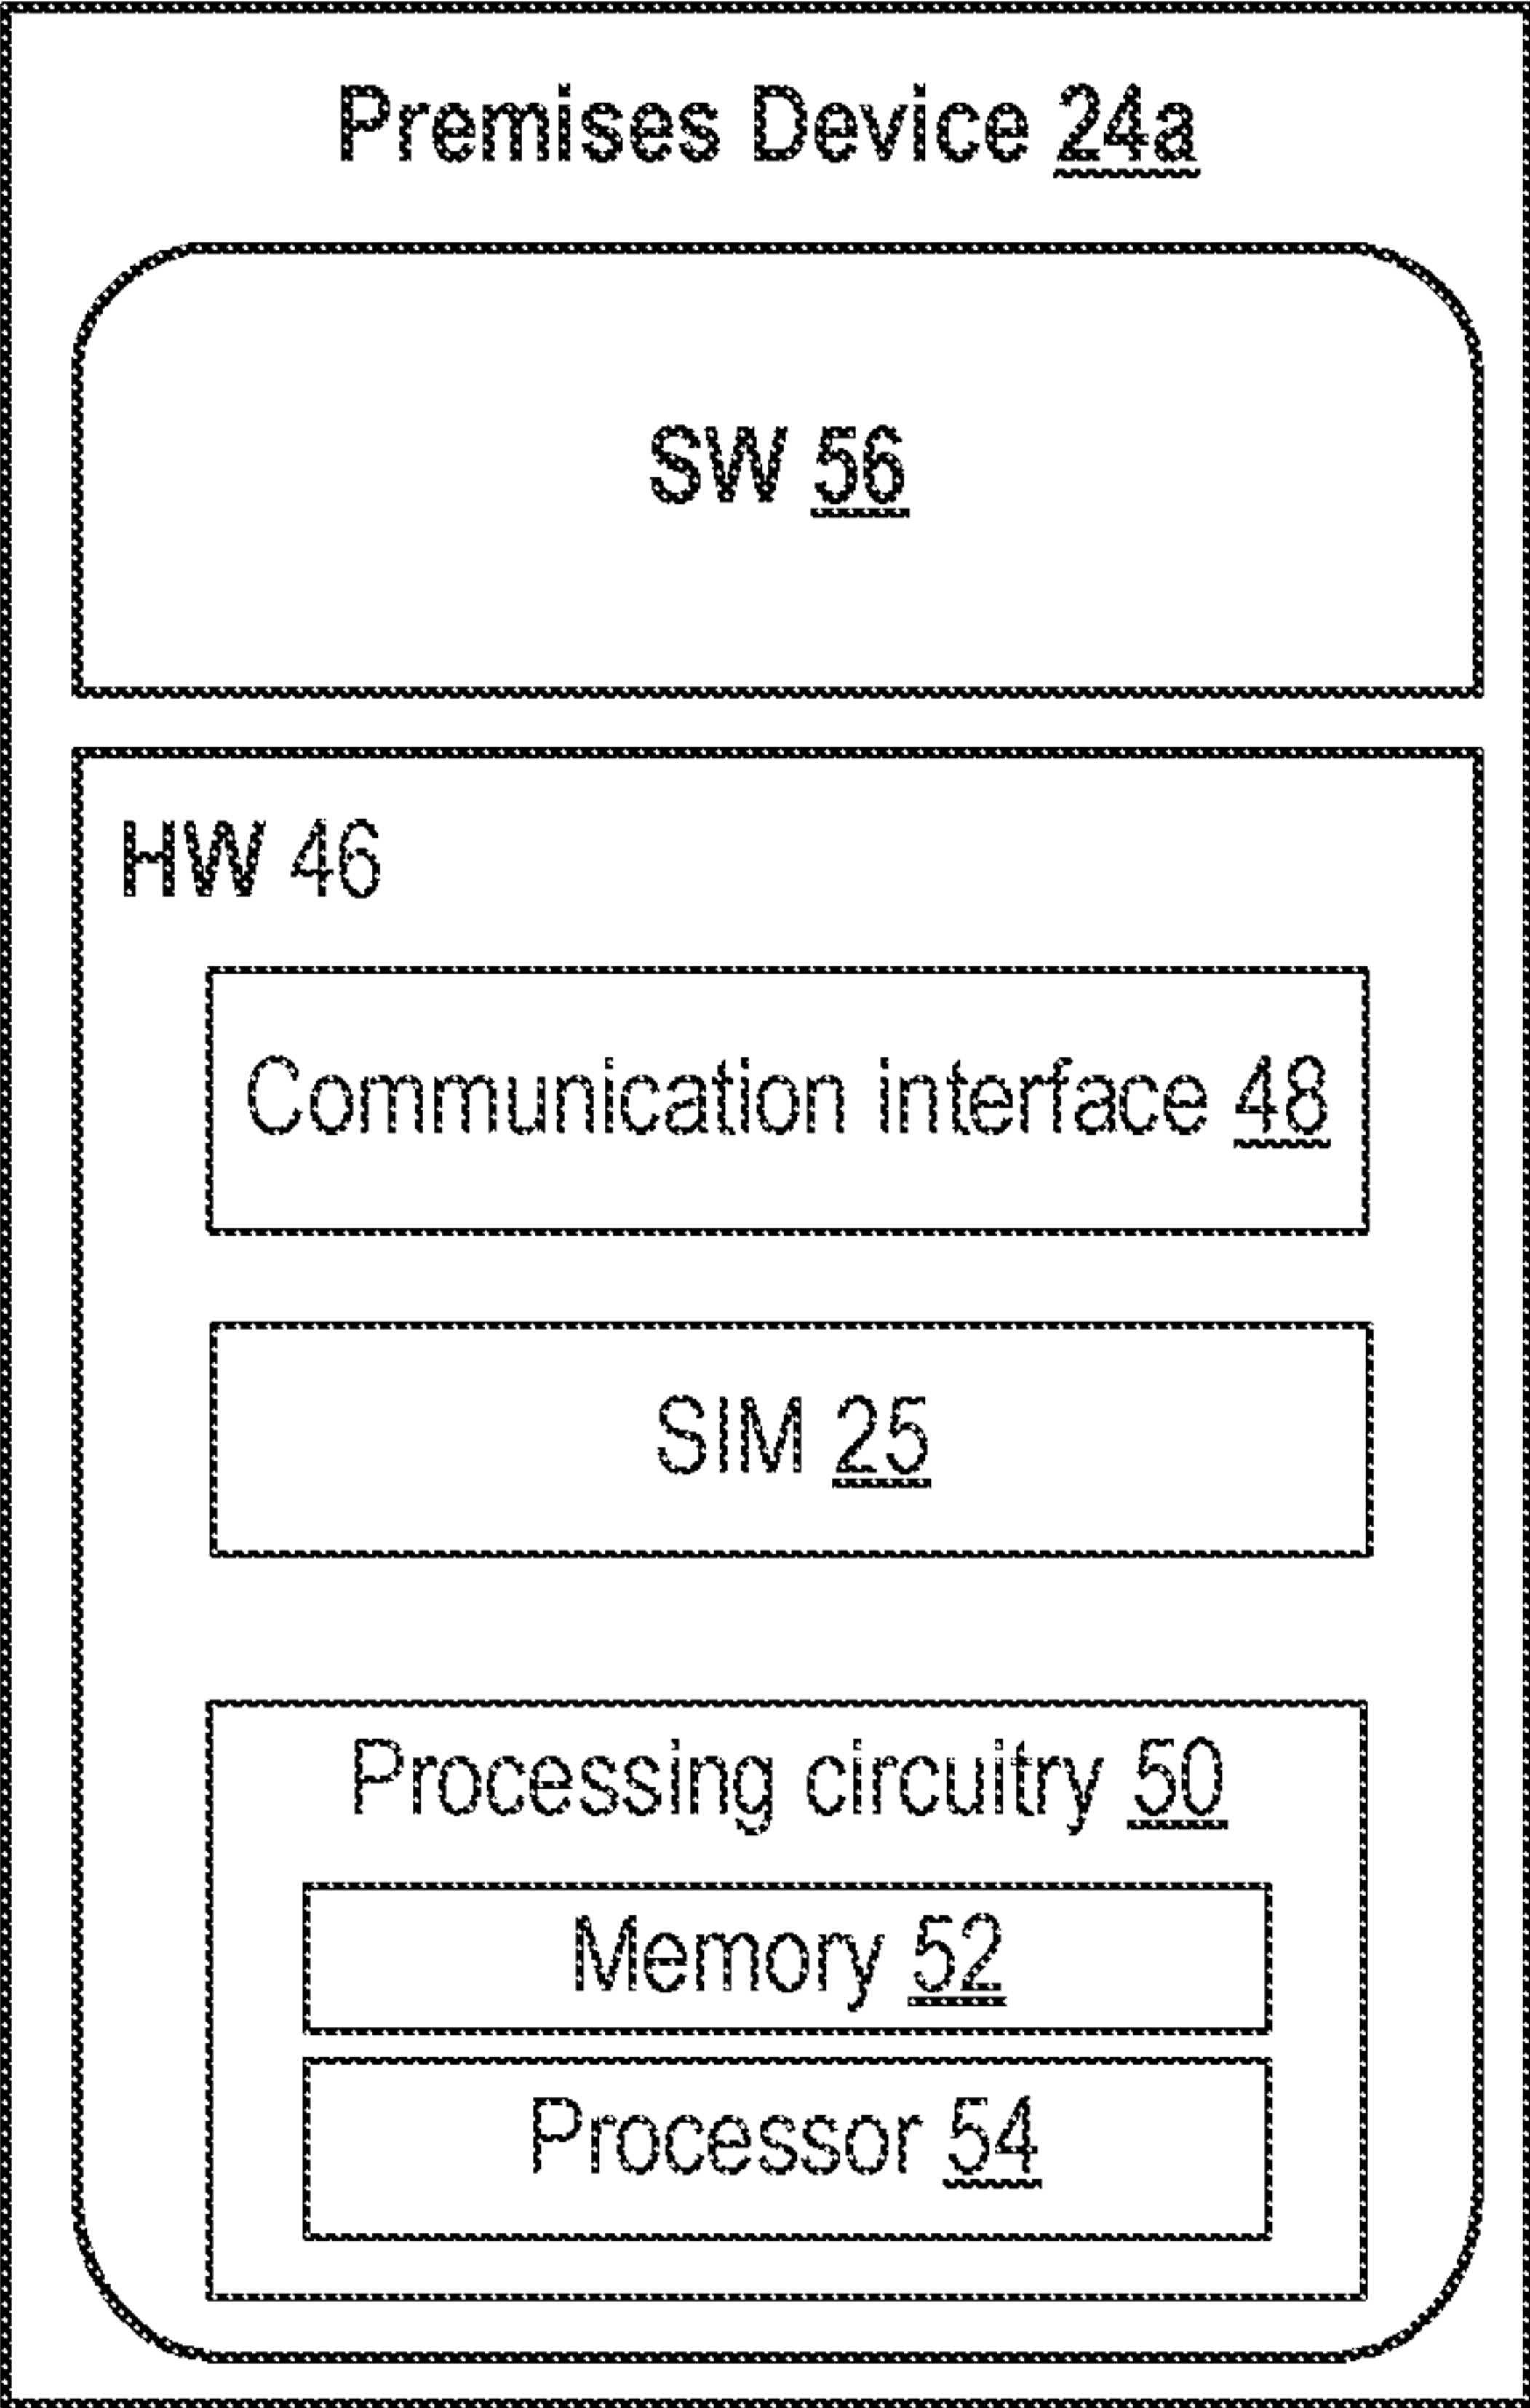 Premises Device 24a
SW 56
HW 46
Communication interface 48
SIM 25
Processing circuitry 50
Memory 52
Processor 54